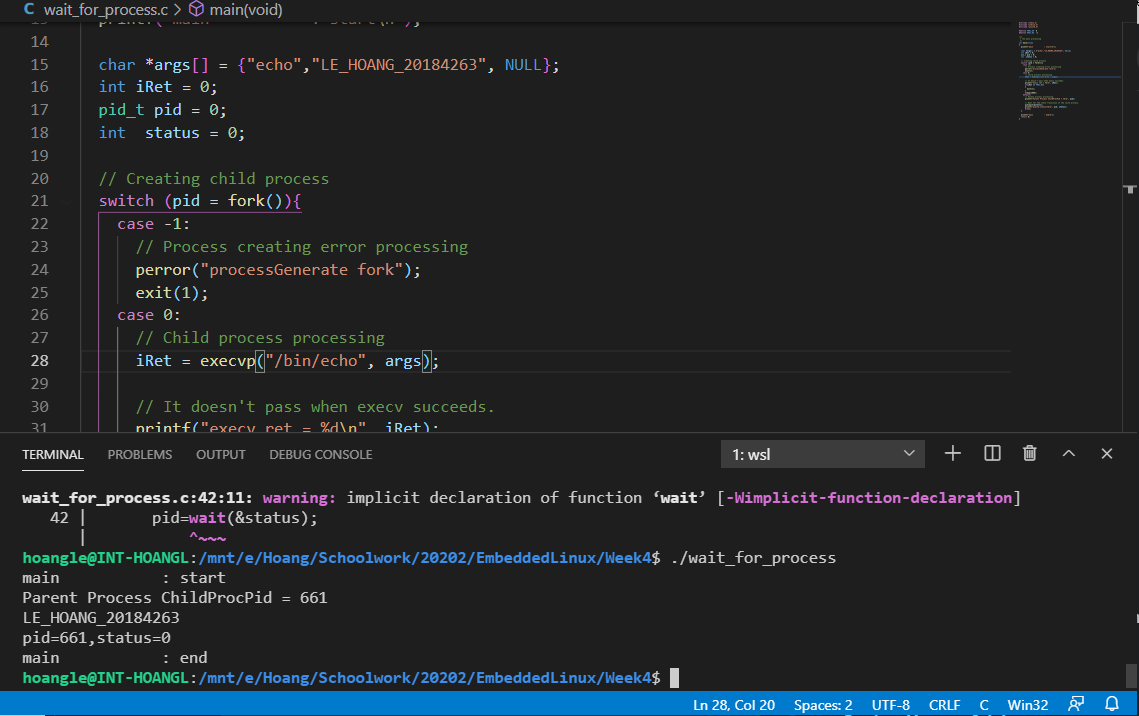 C wait_for_process.c > main(void)
13 printf("main : start\n");
14
15 char *args[] = {"echo","LE_HOANG_20184263", NULL};
16 int iRet = 0;
17 pid_t pid = 0;
18 int  status = 0;
19
20 // Creating child process
21 switch (pid = fork()){
22 case -1:
23 // Process creating error processing
24 perror("processGenerate fork");
25 exit(1);
26 case 0:
27 // Child process processing
28 iRet = execvp("/bin/echo", args);
29
30 // It doesn't pass when execv succeeds.
31 printf("execv ret = %d\n", iRet);
TERMINAL PROBLEMS OUTPUT DEBUG CONSOLE 1: wsl
wait_for_process.c:42:11: warning: implicit declaration of function ‘wait’ [-Wimplicit-function-declaration]
42 | pid=wait(&status);
| ^~~~
hoangle@INT-HOANGL:/mnt/e/Hoang/Schoolwork/20202/EmbeddedLinux/Week4$ ./wait_for_process
main : start
Parent Process ChildProcPid = 661
LE_HOANG_20184263
pid=661,status=0
main : end
hoangle@INT-HOANGL:/mnt/e/Hoang/Schoolwork/20202/EmbeddedLinux/Week4$
Ln 28, Col 20 Spaces: 2 UTF-8 CRLF C Win32